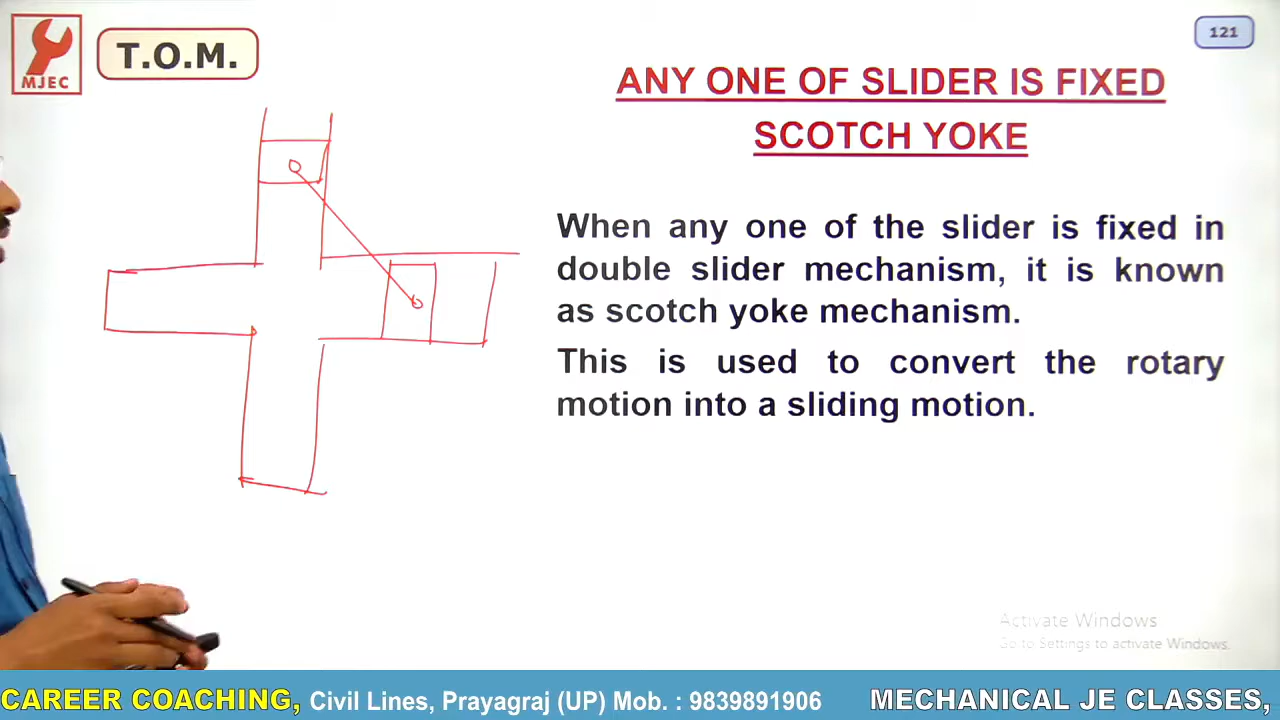 MJEC
T.O.M.
121
ANY ONE OF SLIDER IS FIXED
SCOTCH YOKE
When any one of the slider is fixed in
double slider mechanism, it is known
as scotch yoke mechanism.
This is used to convert the rotary
motion into a sliding motion.
Activate Windows
Go to Settings to activate Windows.
CAREER COACHING, Civil Lines, Prayagraj (UP) Mob. : 9839891906 MECHANICAL JE CLASSES,